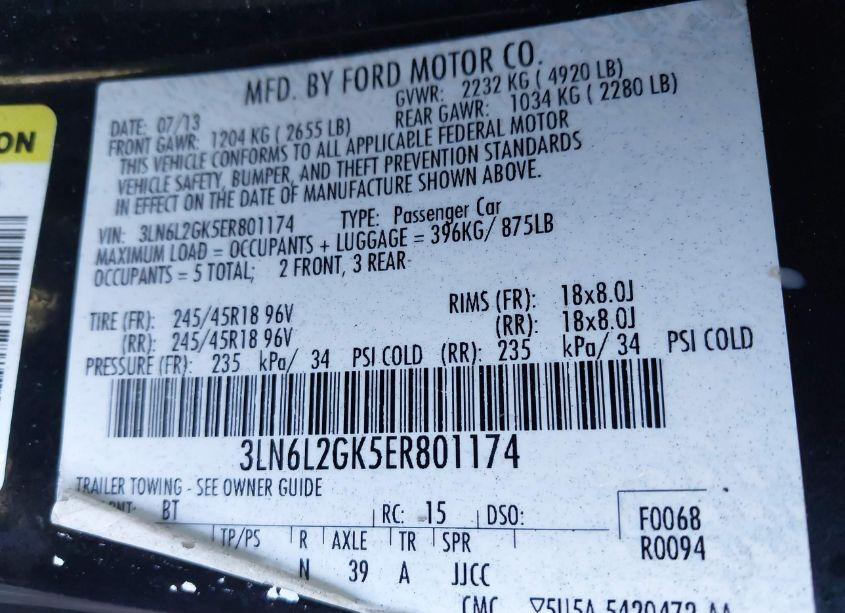 ON
MFD. BY FORD MOTOR CO.
DATE: 07/13 GVWR: 2232 KG ( 4920 LB)
FRONT GAWR: 1204 KG ( 2655 LB) REAR GAWR: 1034 KG ( 2280 LB)
THIS VEHICLE CONFORMS TO ALL APPLICABLE FEDERAL MOTOR
VEHICLE SAFETY, BUMPER, AND THEFT PREVENTION STANDARDS
IN EFFECT ON THE DATE OF MANUFACTURE SHOWN ABOVE.
VIN: 3LN6L2GK5ER801174 TYPE: Passenger Car
MAXIMUM LOAD = OCCUPANTS + LUGGAGE = 396KG/ 875LB
OCCUPANTS = 5 TOTAL; 2 FRONT, 3 REAR
TIRE (FR): 245/45R18 96V RIMS (FR): 18x8.0J
(RR): 245/45R18 96V (RR): 18x8.0J
PRESSURE (FR): 235 kPa/ 34 PSI COLD (RR): 235 kPa/ 34 PSI COLD
3LN6L2GK5ER801174
TRAILER TOWING - SEE OWNER GUIDE
BT RC: 15 DSO: F0068
TP/PS R AXLE TR SPR R0094
N 39 A JJCC
CMC